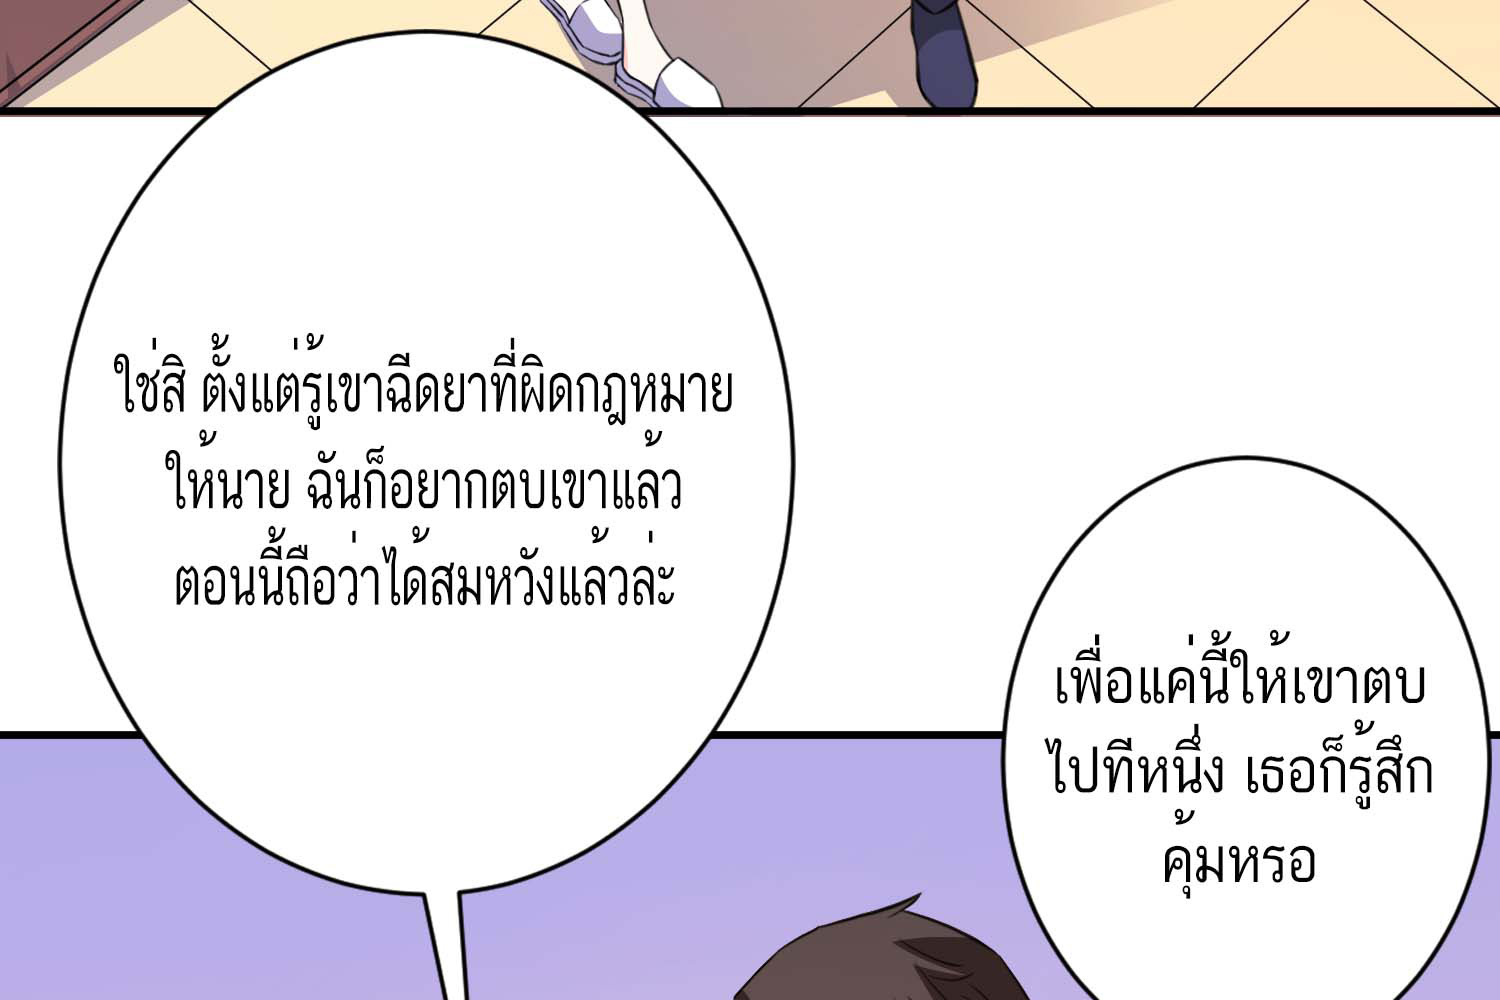 ใช่สิ ตั้งแต่รู้เขาฉีดยาที่ผิดกฎหมาย
ให้นาย ฉันก็อยากตบเขาแล้ว
ตอนนี้ถือว่าได้สมหวังแล้วล่ะ
เพื่อแค่นี้ให้เขาตบ
ไปทีหนึ่ง เธอก็รู้สึก
คุ้มหรอ